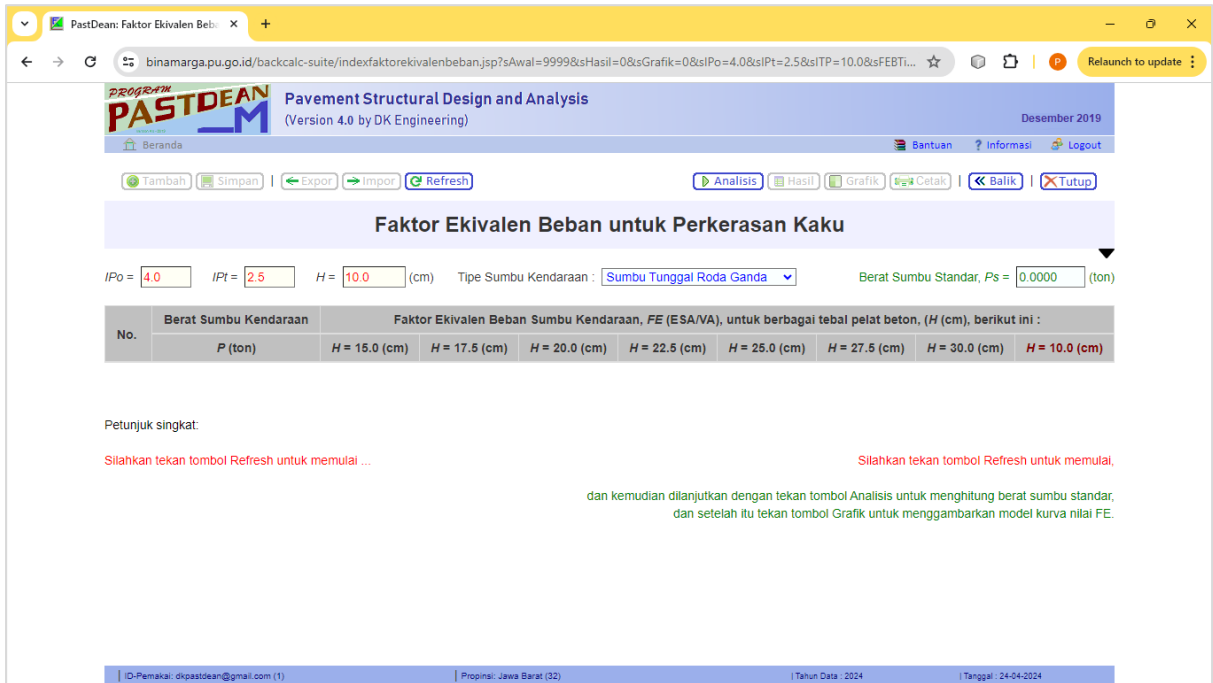 PastDean: Faktor Ekivalen Beba
binamarga.pu.go.id/backcalc-suite/indexfaktorekivalenbeban.jsp?sAwal=9999&sHasil=0&sGrafik=0&sIPo=4.0&sIPt=2.5&sITP=10.0&sFEBTi...
P
Relaunch to update
PROGRAM
PASTDEAN_M
Pavement Structural Design and Analysis
(Version 4.0 by DK Engineering)
Desember 2019
Beranda
Bantuan ? Informasi Logout
Tambah Simpan | Expor Impor Refresh Analisis Hasil Grafik Cetak | Balik | Tutup
Faktor Ekivalen Beban untuk Perkerasan Kaku
IPo = 4.0 IPt = 2.5 H = 10.0 (cm) Tipe Sumbu Kendaraan : Sumbu Tunggal Roda Ganda Berat Sumbu Standar, Ps = 0.0000 (ton)
No. Berat Sumbu Kendaraan Faktor Ekivalen Beban Sumbu Kendaraan, FE (ESA/VA), untuk berbagai tebal pelat beton, (H (cm), berikut ini :
P (ton) H = 15.0 (cm) H = 17.5 (cm) H = 20.0 (cm) H = 22.5 (cm) H = 25.0 (cm) H = 27.5 (cm) H = 30.0 (cm) H = 10.0 (cm)
Petunjuk singkat:
Silahkan tekan tombol Refresh untuk memulai ... Silahkan tekan tombol Refresh untuk memulai,
dan kemudian dilanjutkan dengan tekan tombol Analisis untuk menghitung berat sumbu standar,
dan setelah itu tekan tombol Grafik untuk menggambarkan model kurva nilai FE.
| ID-Pemakai: dkpastdean@gmail.com (1) | Propinsi: Jawa Barat (32) | Tahun Data : 2024 | Tanggal : 24-04-2024